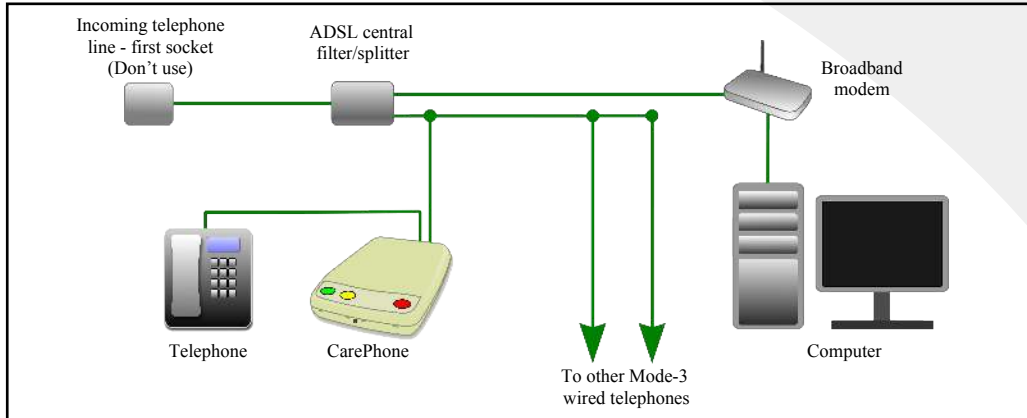 Incoming telephone
line - first socket
(Don't use)
ADSL central
filter/splitter
Broadband
modem
Telephone
CarePhone
Computer
To other Mode-3
wired telephones